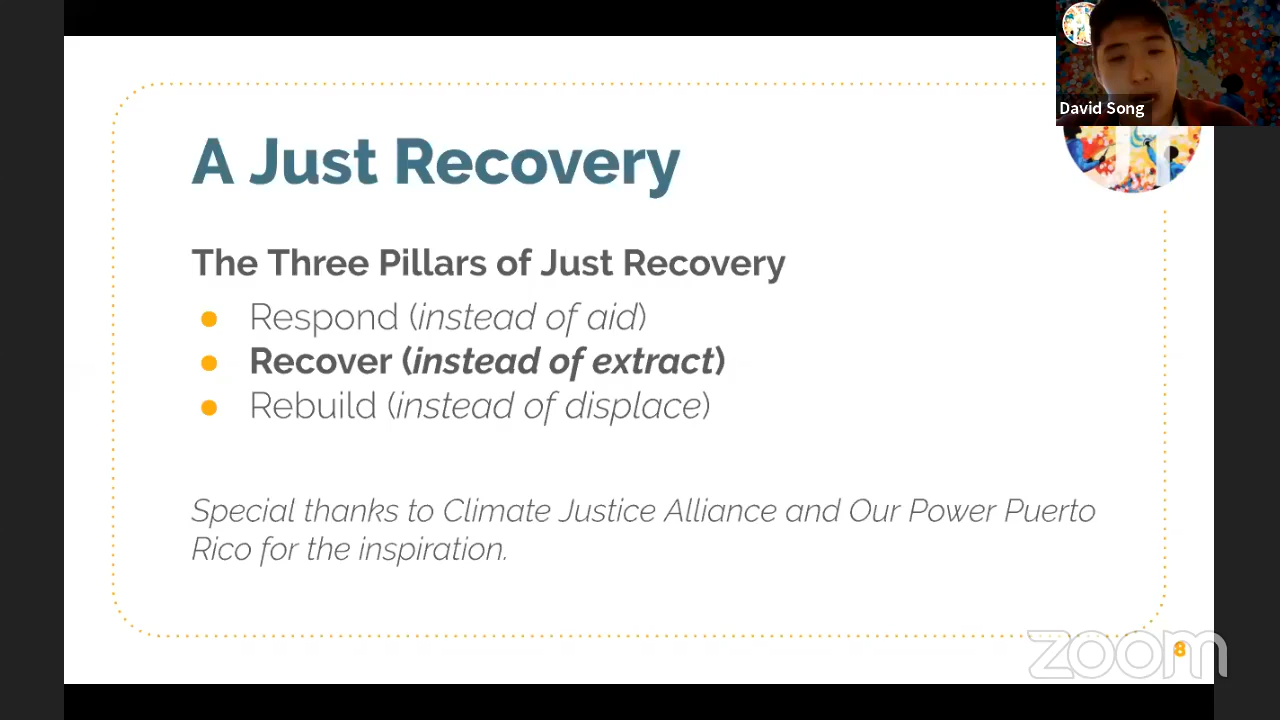 David Song
A Just Recovery
The Three Pillars of Just Recovery
● Respond (instead of aid)
● Recover (instead of extract)
● Rebuild (instead of displace)
Special thanks to Climate Justice Alliance and Our Power Puerto
Rico for the inspiration.
zoom
8